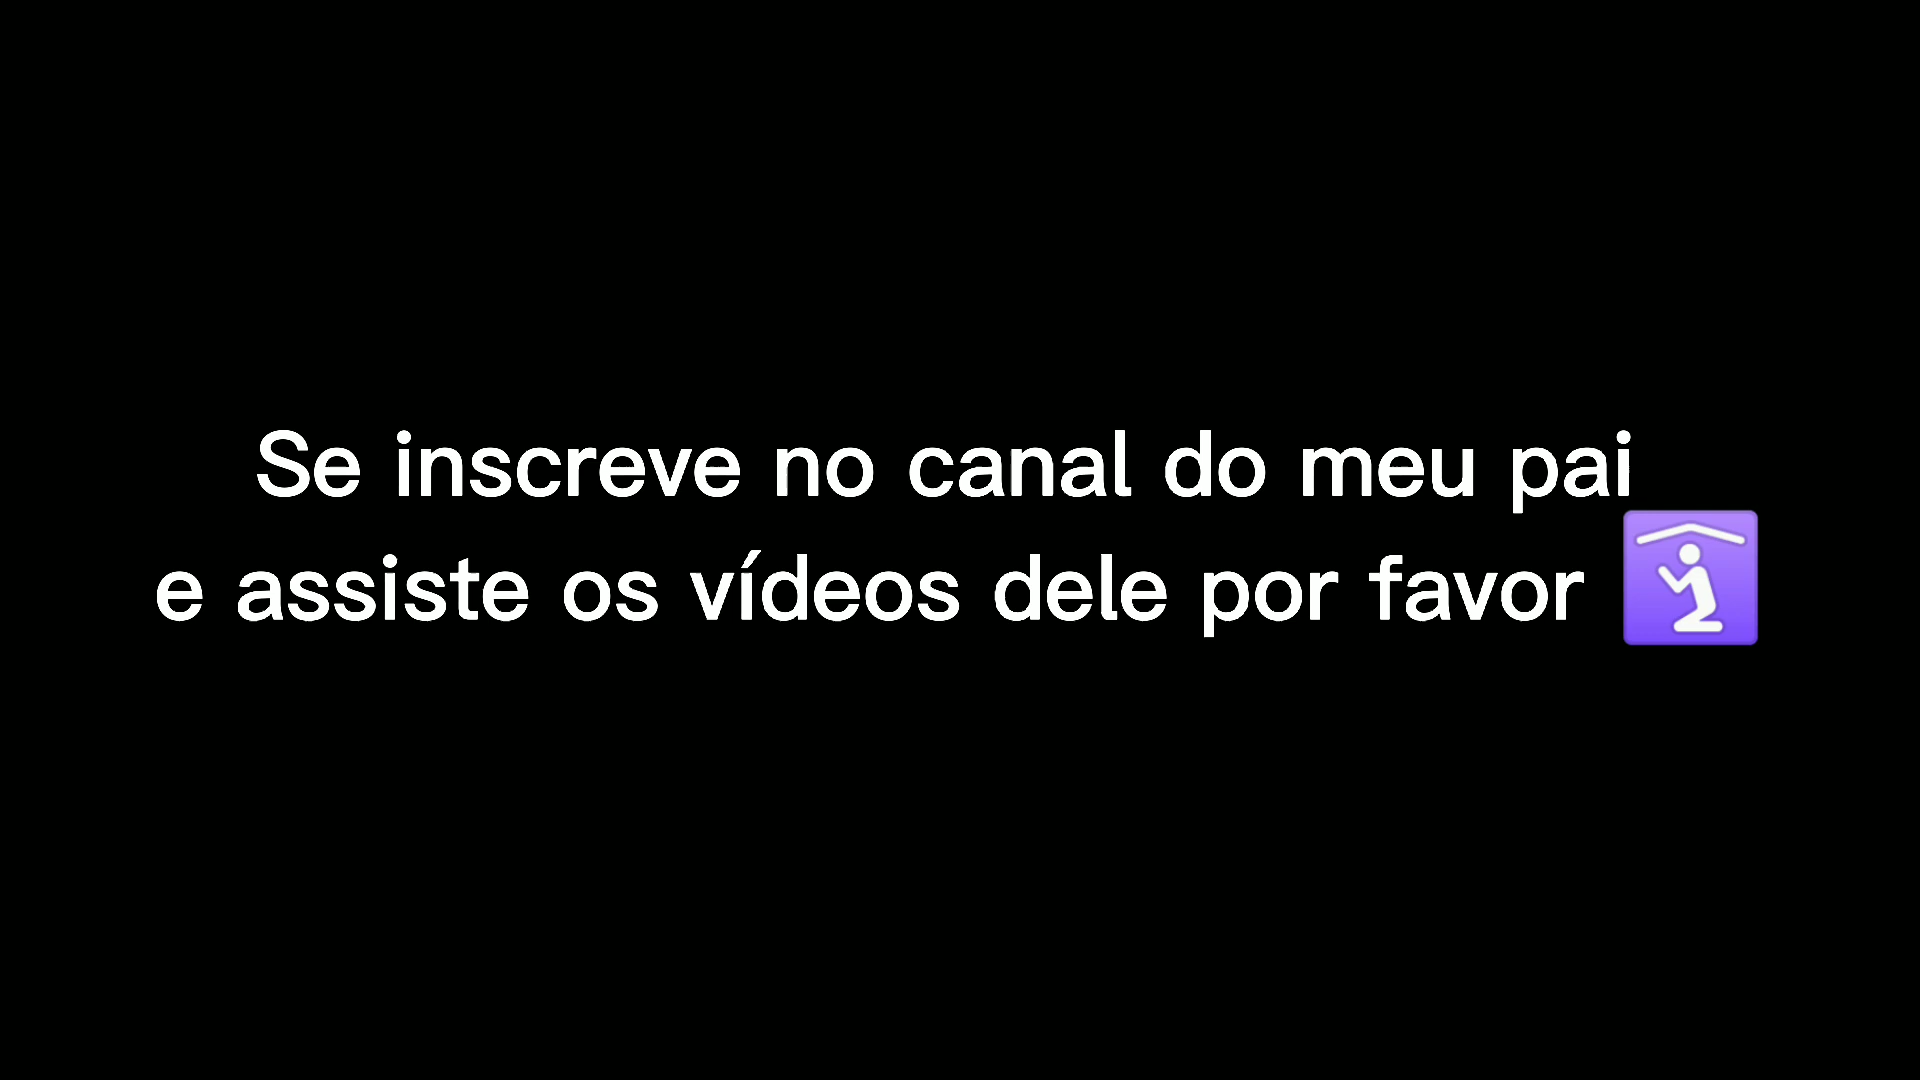 Se inscreve no canal do meu pai
e assiste os vídeos dele por favor 🛐